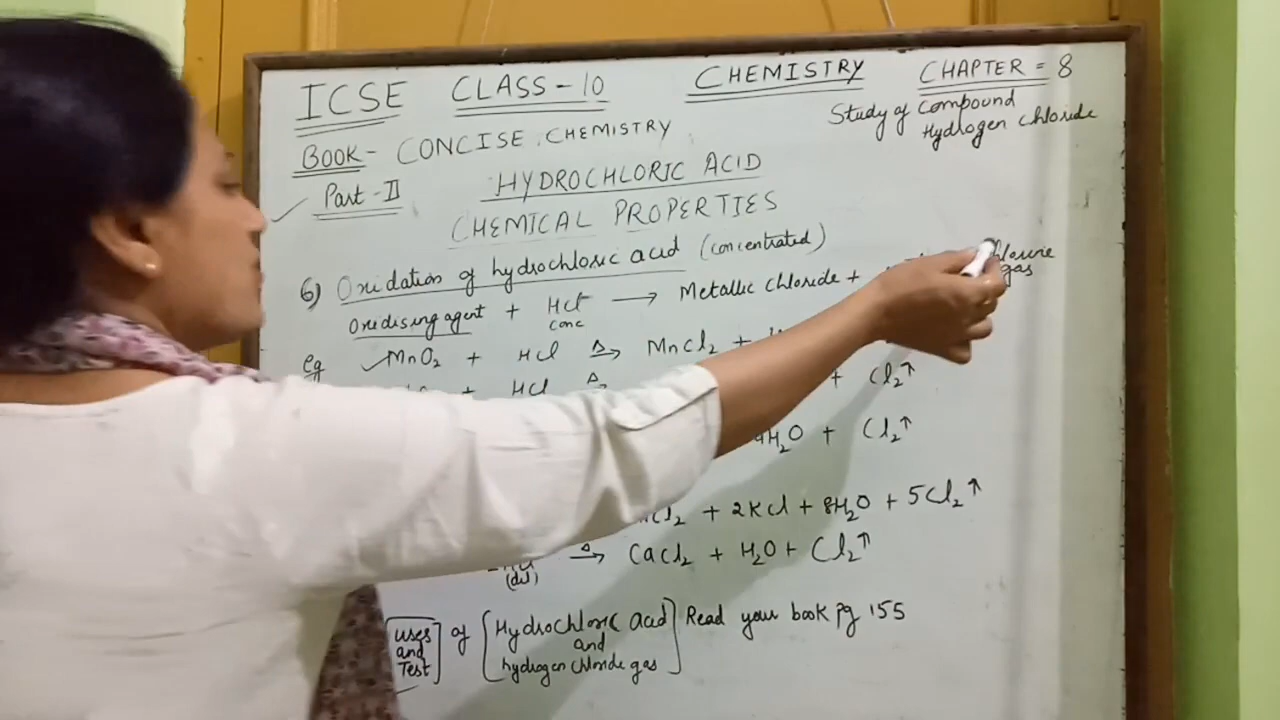 ICSE CLASS-10 CHEMISTRY CHAPTER = 8
Study of compound
Hydrogen chloride
BOOK- CONCISE CHEMISTRY
Part-II
HYDROCHLORIC ACID
CHEMICAL PROPERTIES
6) Oxidation of hydrochloric acid (concentrated)
Oxidising agent + HCl → Metallic chloride + gas
conc
eg ✓MnO₂ + HCl Δ→ MnCl₂ +
+ HCl Δ + Cl₂↑
4H₂O + Cl₂↑
+ 2KCl + 8H₂O + 5Cl₂↑
Δ→ CaCl₂ + H₂O + Cl₂↑
(dil)
uses and Test of [Hydrochloric acid and hydrogen chloride gas] Read your book pg 155